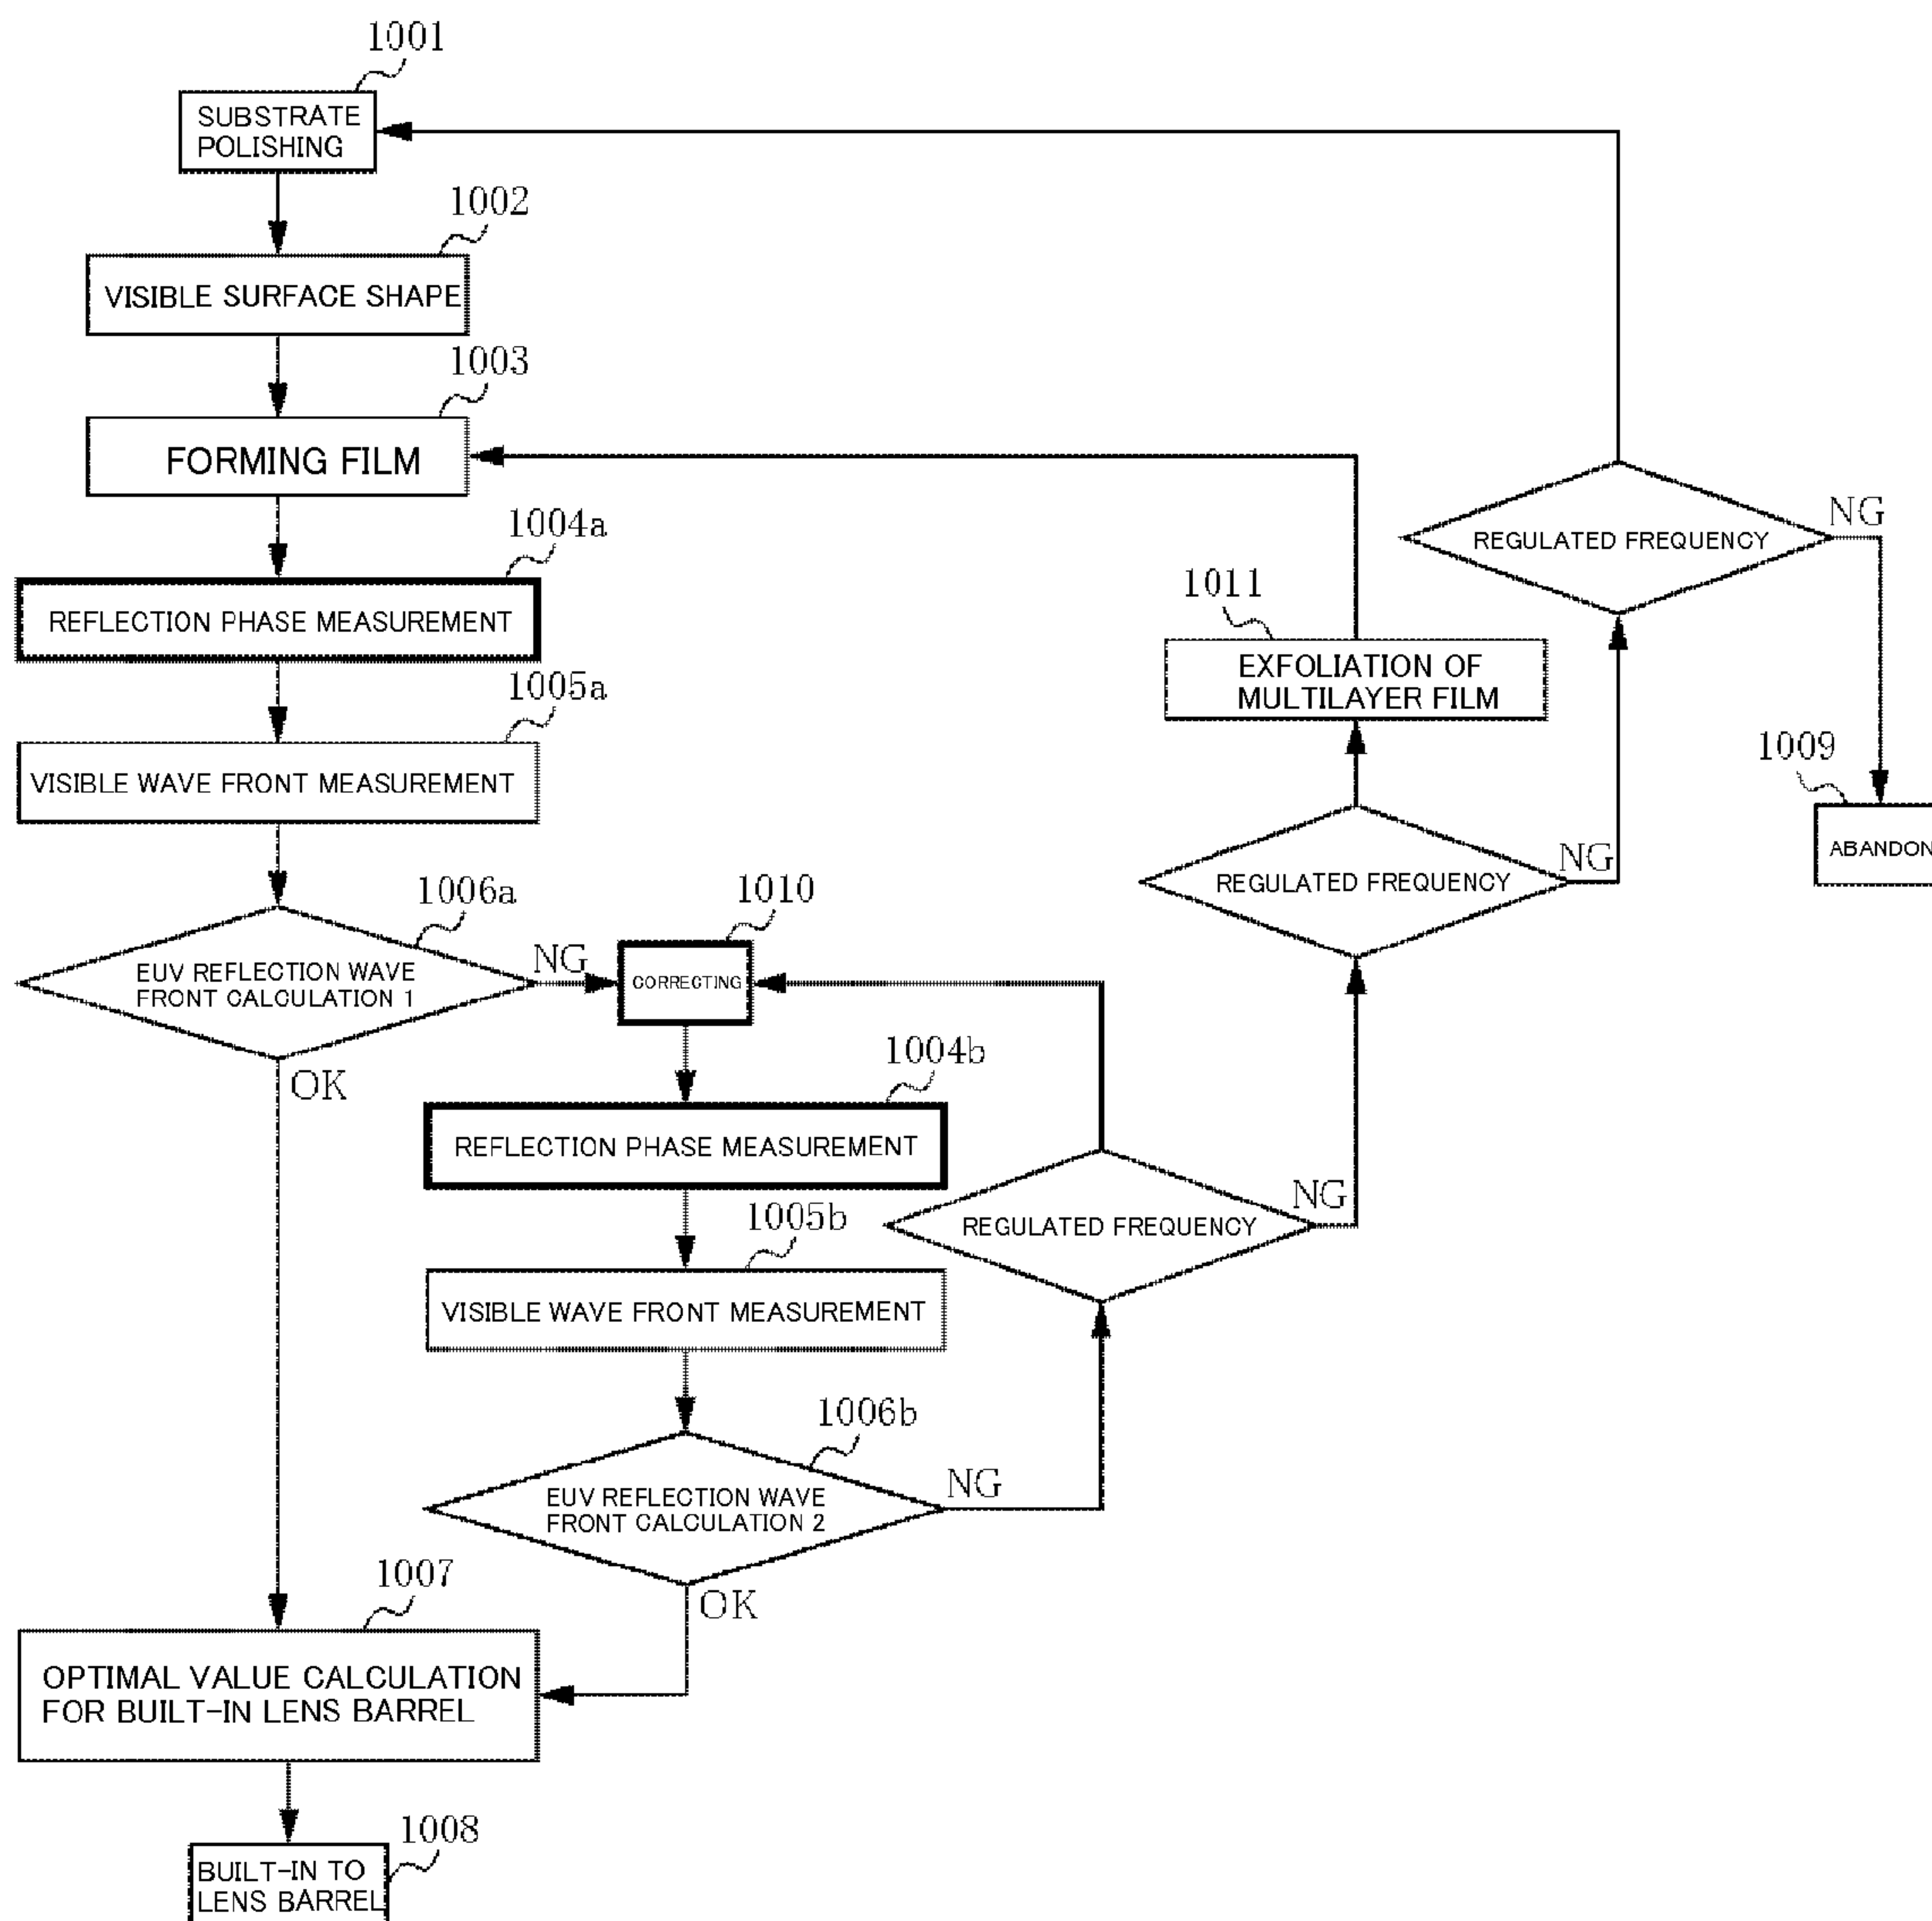 1001
SUBSTRATE
POLISHING
1002
VISIBLE SURFACE SHAPE
1003
FORMING FILM
1004a
REFLECTION PHASE MEASUREMENT
1005a
VISIBLE WAVE FRONT MEASUREMENT
1006a
EUV REFLECTION WAVE
FRONT CALCULATION 1
NG
OK
1010
CORRECTING
1004b
REFLECTION PHASE MEASUREMENT
1005b
VISIBLE WAVE FRONT MEASUREMENT
1006b
EUV REFLECTION WAVE
FRONT CALCULATION 2
NG
OK
REGULATED FREQUENCY
NG
REGULATED FREQUENCY
NG
1011
EXFOLIATION OF
MULTILAYER FILM
REGULATED FREQUENCY
NG
1009
ABANDON
1007
OPTIMAL VALUE CALCULATION
FOR BUILT-IN LENS BARREL
1008
BUILT-IN TO
LENS BARREL